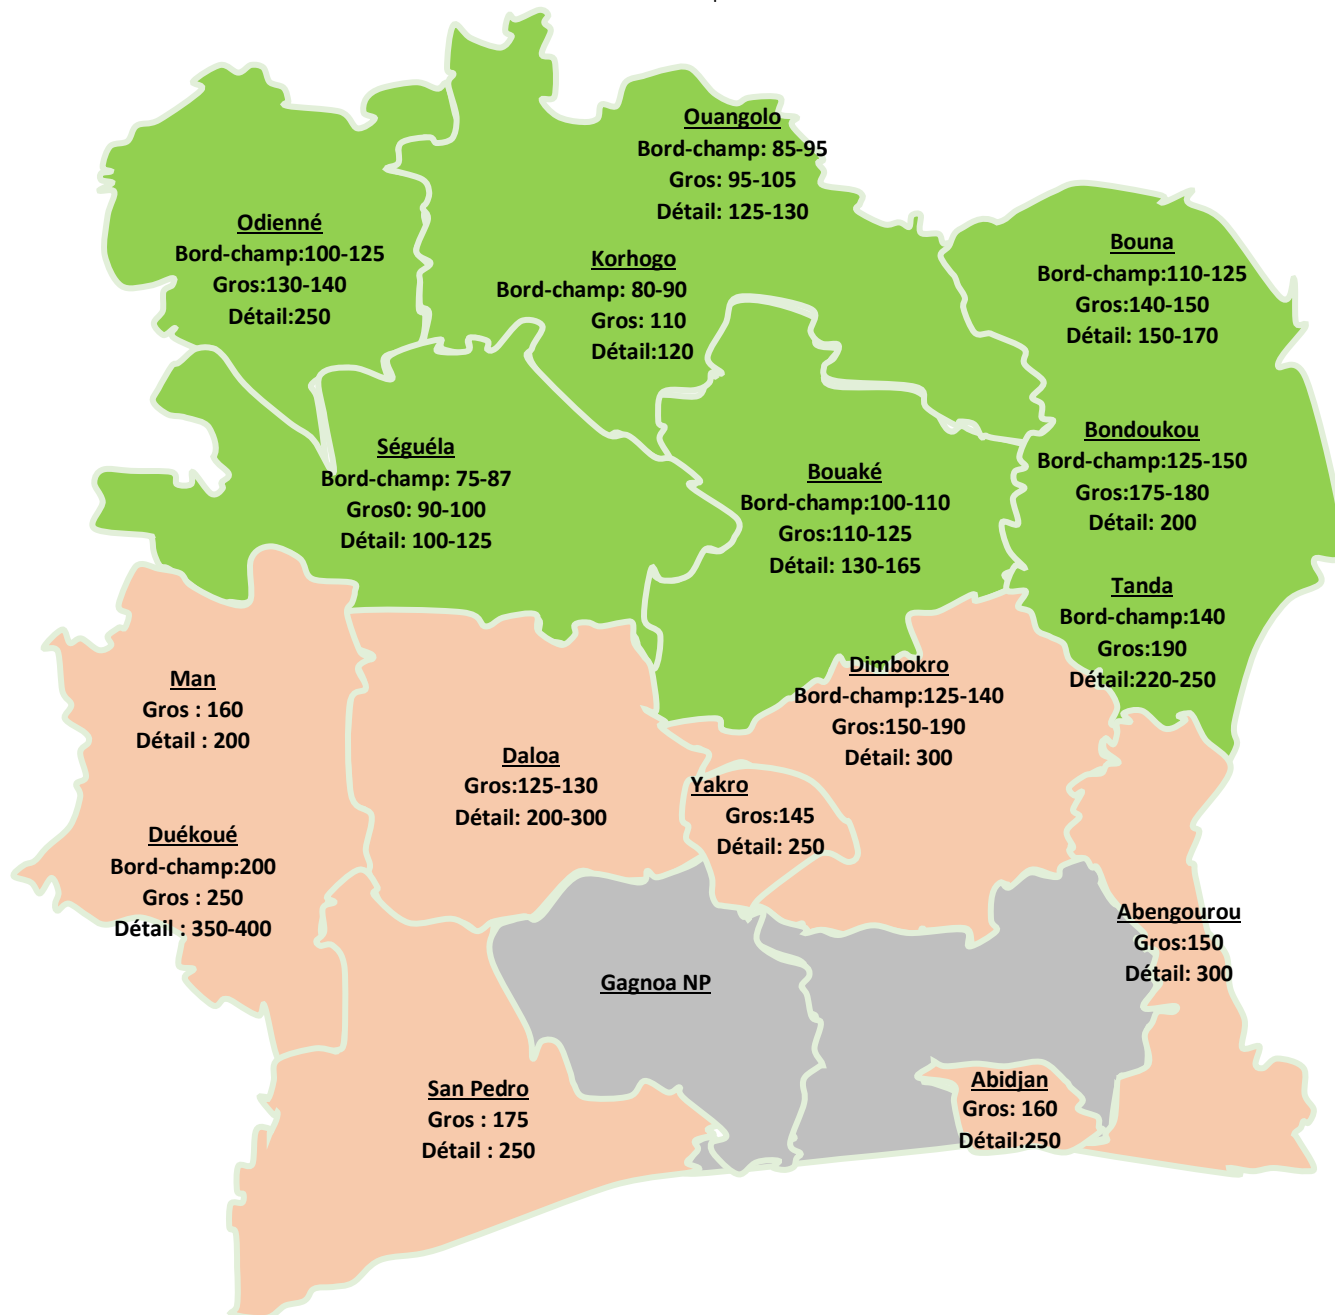 Ouangolo
Bord-champ: 85-95
Gros: 95-105
Détail: 125-130
Odienné
Bord-champ:100-125
Gros:130-140
Détail:250
Korhogo
Bord-champ: 80-90
Gros: 110
Détail:120
Bouna
Bord-champ:110-125
Gros:140-150
Détail: 150-170
Séguéla
Bord-champ: 75-87
Gros0: 90-100
Détail: 100-125
Bouaké
Bord-champ:100-110
Gros:110-125
Détail: 130-165
Bondoukou
Bord-champ:125-150
Gros:175-180
Détail: 200
Tanda
Bord-champ:140
Gros:190
Détail:220-250
Man
Gros : 160
Détail : 200
Dimbokro
Bord-champ:125-140
Gros:150-190
Détail: 300
Daloa
Gros:125-130
Détail: 200-300
Yakro
Gros:145
Détail: 250
Duékoué
Bord-champ:200
Gros : 250
Détail : 350-400
Abengourou
Gros:150
Détail: 300
Gagnoa NP
San Pedro
Gros : 175
Détail : 250
Abidjan
Gros: 160
Détail:250